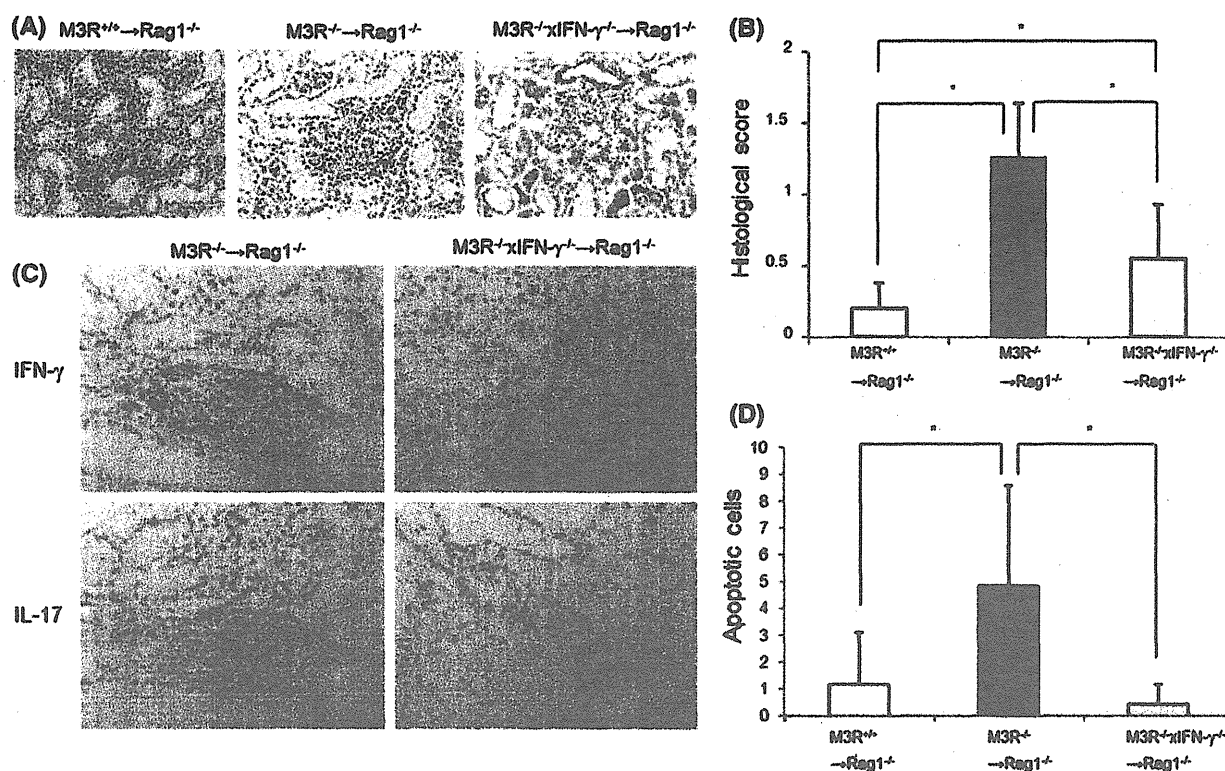 (A) M3R+/+→Rag1-/- M3R-/-→Rag1-/- M3R-/-xIFN-γ-/-→Rag1-/-
(B)
*
* *
Histological score
2
1.5
1
0.5
0
M3R+/+ M3R-/- M3R-/-xIFN-γ-/-
→Rag1-/- →Rag1-/- →Rag1-/-
(C) M3R-/-→Rag1-/- M3R-/-xIFN-γ-/-→Rag1-/-
IFN-γ
IL-17
(D)
* *
Apoptotic cells
10
9
8
7
6
5
4
3
2
1
0
M3R+/+ M3R-/- M3R-/-xIFN-γ-/-
→Rag1-/- →Rag1-/- →Rag1-/-